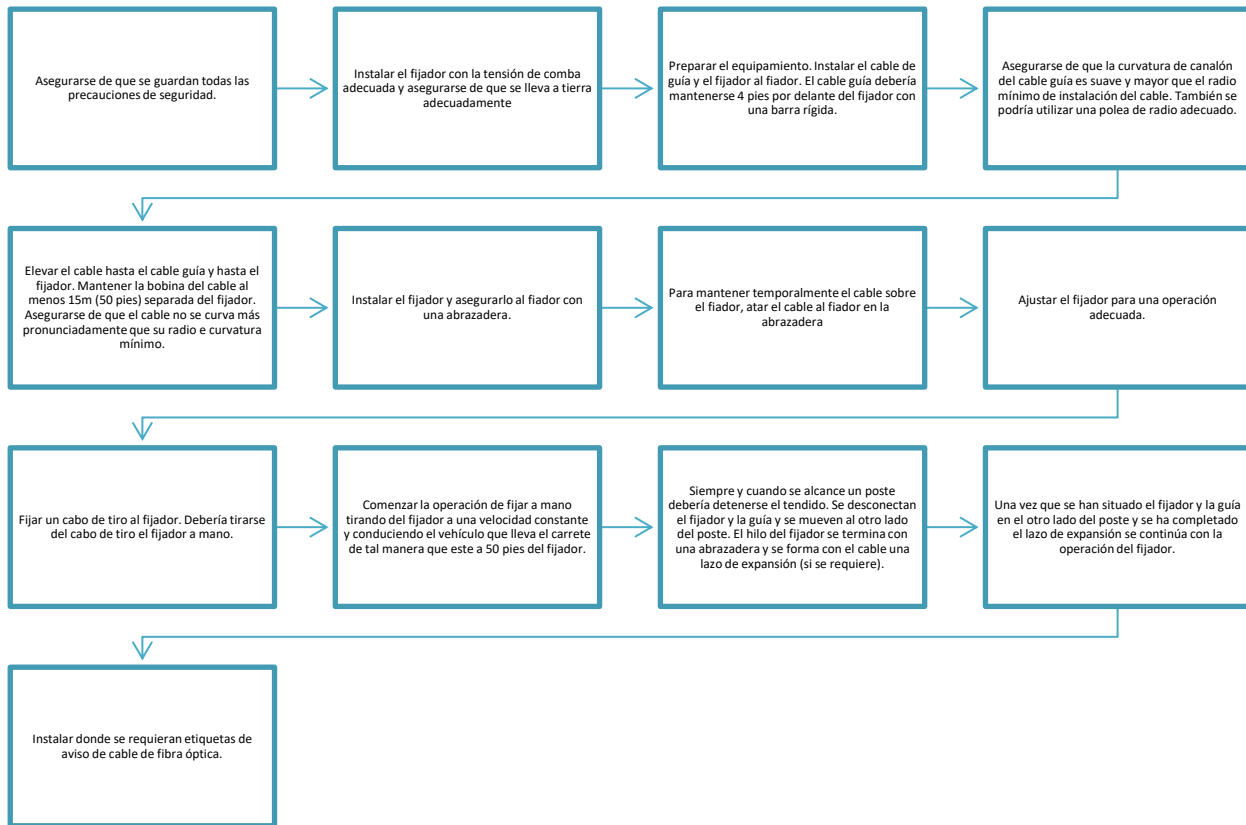 Asegurarse de que se guardan todas las
precauciones de seguridad.
Instalar el fijador con la tensión de comba
adecuada y asegurarse de que se lleva a tierra
adecuadamente
Preparar el equipamiento. Instalar el cable de
guía y el fijador al fiador. El cable guía debería
mantenerse 4 pies por delante del fijador con
una barra rígida.
Asegurarse de que la curvatura de canalón
del cable guía es suave y mayor que el radio
mínimo de instalación del cable. También se
podría utilizar una polea de radio adecuado.
Elevar el cable hasta el cable guía y hasta el
fijador. Mantener la bobina del cable al
menos 15m (50 pies) separada del fijador.
Asegurarse de que el cable no se curva más
pronunciadamente que su radio e curvatura
mínimo.
Instalar el fijador y asegurarlo al fiador con
una abrazadera.
Para mantener temporalmente el cable sobre
el fiador, atar el cable al fiador en la
abrazadera
Ajustar el fijador para una operación
adecuada.
Fijar un cabo de tiro al fijador. Debería tirarse
del cabo de tiro el fijador a mano.
Comenzar la operación de fijar a mano
tirando del fijador a una velocidad constante
y conduciendo el vehículo que lleva el carrete
de tal manera que este a 50 pies del fijador.
Siempre y cuando se alcance un poste
debería detenerse el tendido. Se desconectan
el fijador y la guía y se mueven al otro lado
del poste. El hilo del fijador se termina con
una abrazadera y se forma con el cable una
lazo de expansión (si se requiere).
Una vez que se han situado el fijador y la guía
en el otro lado del poste y se ha completado
el lazo de expansión se continúa con la
operación del fijador.
Instalar donde se requieran etiquetas de
aviso de cable de fibra óptica.